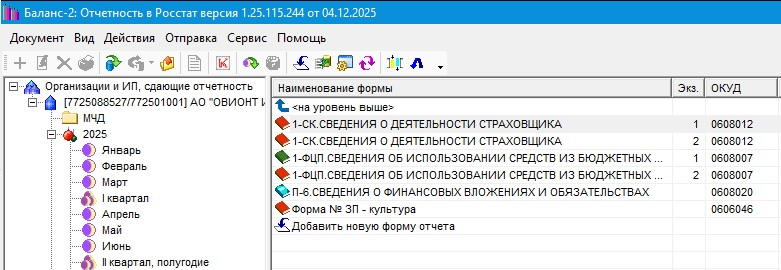 Баланс-2: Отчетность в Росстат версия 1.25.115.244 от 04.12.2025
Документ Вид Действия Отправка Сервис Помощь
Организации и ИП, сдающие отчетность
[7725088527/772501001] АО "ОВИОНТ И
МЧД
2025
Январь
Февраль
Март
I квартал
Апрель
Май
Июнь
II квартал, полугодие
Наименование формы Экз. ОКУД
<на уровень выше>
1-СК.СВЕДЕНИЯ О ДЕЯТЕЛЬНОСТИ СТРАХОВЩИКА 1 0608012
1-СК.СВЕДЕНИЯ О ДЕЯТЕЛЬНОСТИ СТРАХОВЩИКА 2 0608012
1-ФЦП.СВЕДЕНИЯ ОБ ИСПОЛЬЗОВАНИИ СРЕДСТВ ИЗ БЮДЖЕТНЫХ ... 1 0608007
1-ФЦП.СВЕДЕНИЯ ОБ ИСПОЛЬЗОВАНИИ СРЕДСТВ ИЗ БЮДЖЕТНЫХ ... 2 0608007
П-6.СВЕДЕНИЯ О ФИНАНСОВЫХ ВЛОЖЕНИЯХ И ОБЯЗАТЕЛЬСТВАХ 0608020
Форма № ЗП - культура 0606046
Добавить новую форму отчета